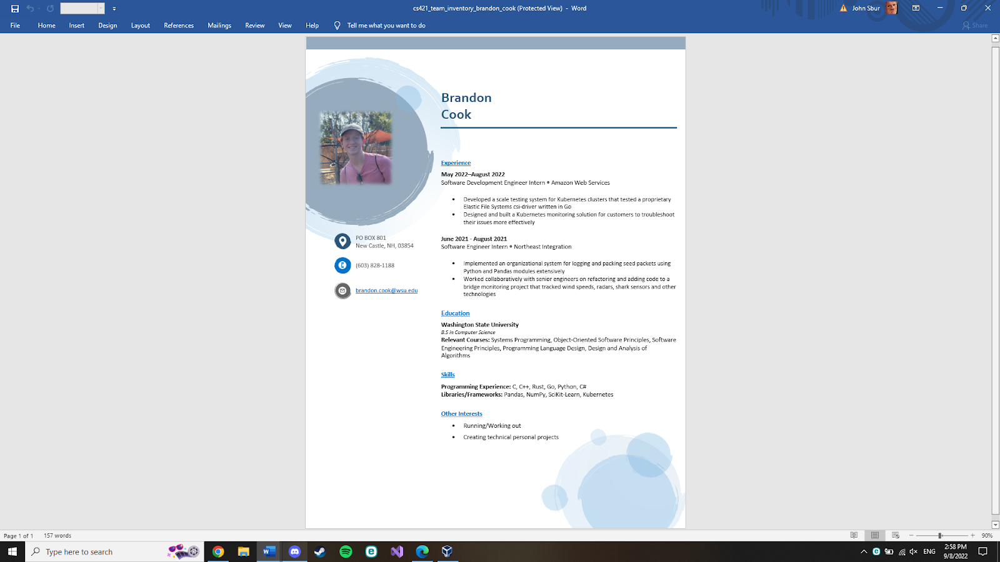 cs421_team_inventory_brandon_cook (Protected View) - Word
John Sbur
File Home Insert Design Layout References Mailings Review View Help Tell me what you want to do
Share
Brandon
Cook
PO BOX 801
New Castle, NH, 03854
(603) 828-1188
brandon.cook@wsu.edu
Experience
May 2022–August 2022
Software Development Engineer Intern • Amazon Web Services
• Developed a scale testing system for Kubernetes clusters that tested a proprietary
Elastic File Systems csi-driver written in Go
• Designed and built a Kubernetes monitoring solution for customers to troubleshoot
their issues more effectively
June 2021 - August 2021
Software Engineer Intern • Northeast Integration
• Implemented an organizational system for logging and packing seed packets using
Python and Pandas modules extensively
• Worked collaboratively with senior engineers on refactoring and adding code to a
bridge monitoring project that tracked wind speeds, radars, shark sensors and other
technologies
Education
Washington State University
B.S in Computer Science
Relevant Courses: Systems Programming, Object-Oriented Software Principles, Software
Engineering Principles, Programming Language Design, Design and Analysis of
Algorithms
Skills
Programming Experience: C, C++, Rust, Go, Python, C#
Libraries/Frameworks: Pandas, NumPy, SciKit-Learn, Kubernetes
Other Interests
• Running/Working out
• Creating technical personal projects
Page 1 of 1 157 words
90%
Type here to search
ENG
2:58 PM
9/8/2022